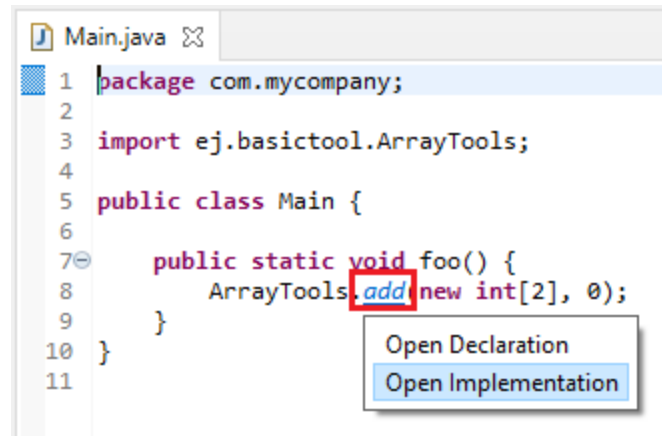 Main.java
1 package com.mycompany;
2
3 import ej.basictool.ArrayTools;
4
5 public class Main {
6
7 public static void foo() {
8 ArrayTools.add(new int[2], 0);
9 }
10 }
11
Open Declaration
Open Implementation